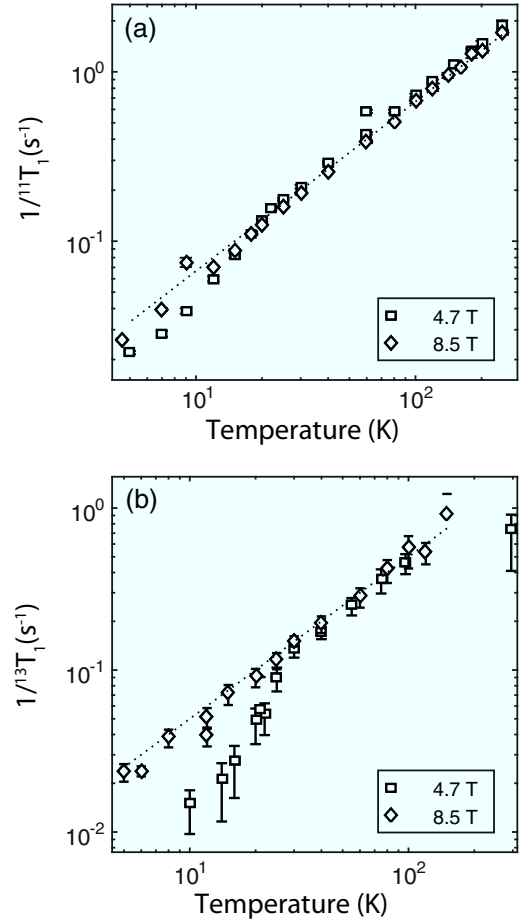 (a)
1/¹¹T₁(s⁻¹)
10⁰
10⁻¹
4.7 T
8.5 T
10¹
10²
Temperature (K)
(b)
1/¹³T₁(s⁻¹)
10⁰
10⁻¹
10⁻²
4.7 T
8.5 T
10¹
10²
Temperature (K)